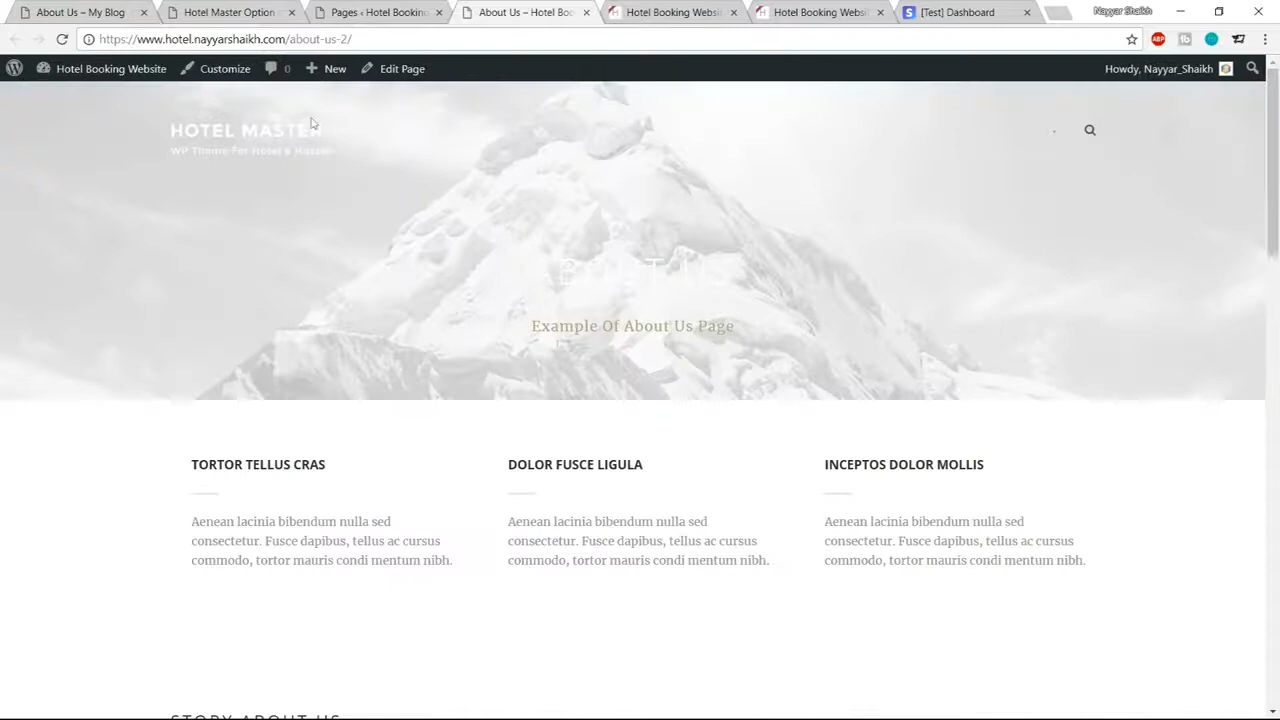 About Us – My Blog
Hotel Master Option
Pages ‹ Hotel Bookin
About Us – Hotel Boo
Hotel Booking Websi
Hotel Booking Websi
[Test] Dashboard
Nayyar Shaikh
https://www.hotel.nayyarshaikh.com/about-us-2/
Hotel Booking Website
Customize
0
New
Edit Page
Howdy, Nayyar_Shaikh
HOTEL MASTER
WP Theme For Hotel & Hostel
ABOUT US
Example Of About Us Page
TORTOR TELLUS CRAS
DOLOR FUSCE LIGULA
INCEPTOS DOLOR MOLLIS
Aenean lacinia bibendum nulla sed
consectetur. Fusce dapibus, tellus ac cursus
commodo, tortor mauris condi mentum nibh.
Aenean lacinia bibendum nulla sed
consectetur. Fusce dapibus, tellus ac cursus
commodo, tortor mauris condi mentum nibh.
Aenean lacinia bibendum nulla sed
consectetur. Fusce dapibus, tellus ac cursus
commodo, tortor mauris condi mentum nibh.
STORY ABOUT US